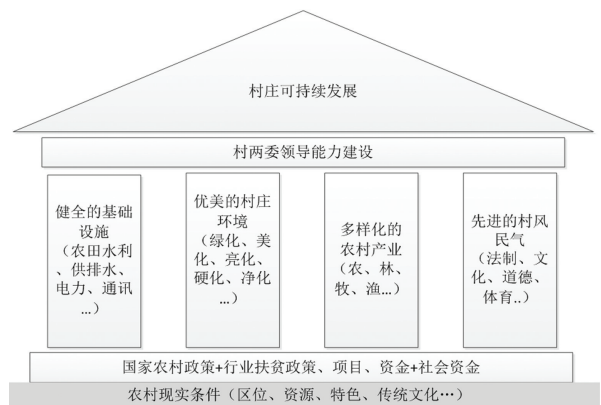 村庄可持续发展
村两委领导能力建设
健全的基础
设施
（农田水利
、供排水、
电力、通讯
...）
优美的村庄
环境
（绿化、美
化、亮化、
硬化、净化
...）
多样化的
农村产业
（农、林、
牧、渔...）
先进的村风
民气
（法制、文
化、道德、
体育..）
国家农村政策+行业扶贫政策、项目、资金+社会资金
农村现实条件（区位、资源、特色、传统文化…）